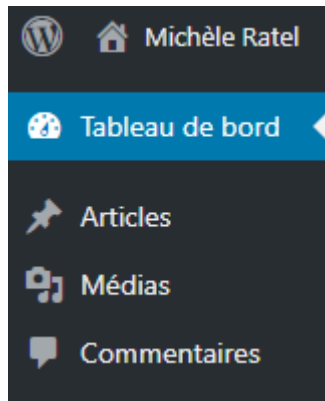 Michèle Ratel
Tableau de bord
Articles
Médias
Commentaires